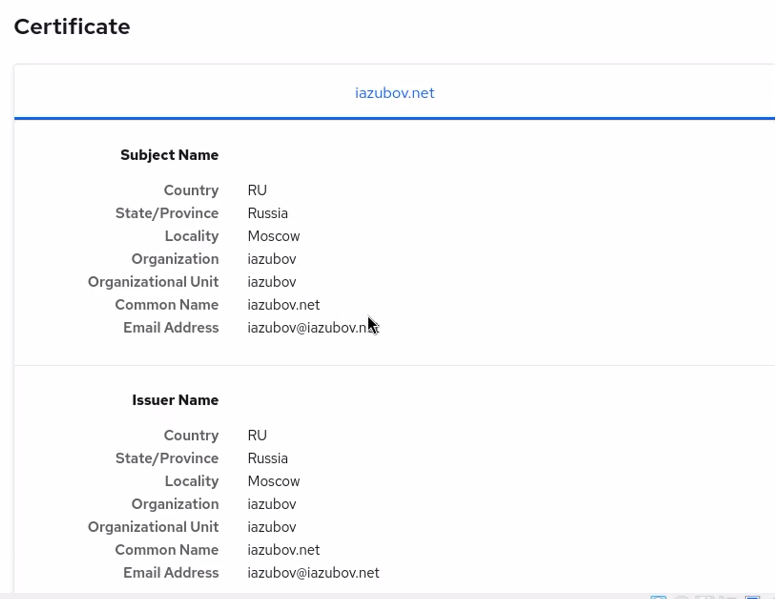 Certificate
iazubov.net
Subject Name
Country RU
State/Province Russia
Locality Moscow
Organization iazubov
Organizational Unit iazubov
Common Name iazubov.net
Email Address iazubov@iazubov.net
Issuer Name
Country RU
State/Province Russia
Locality Moscow
Organization iazubov
Organizational Unit iazubov
Common Name iazubov.net
Email Address iazubov@iazubov.net